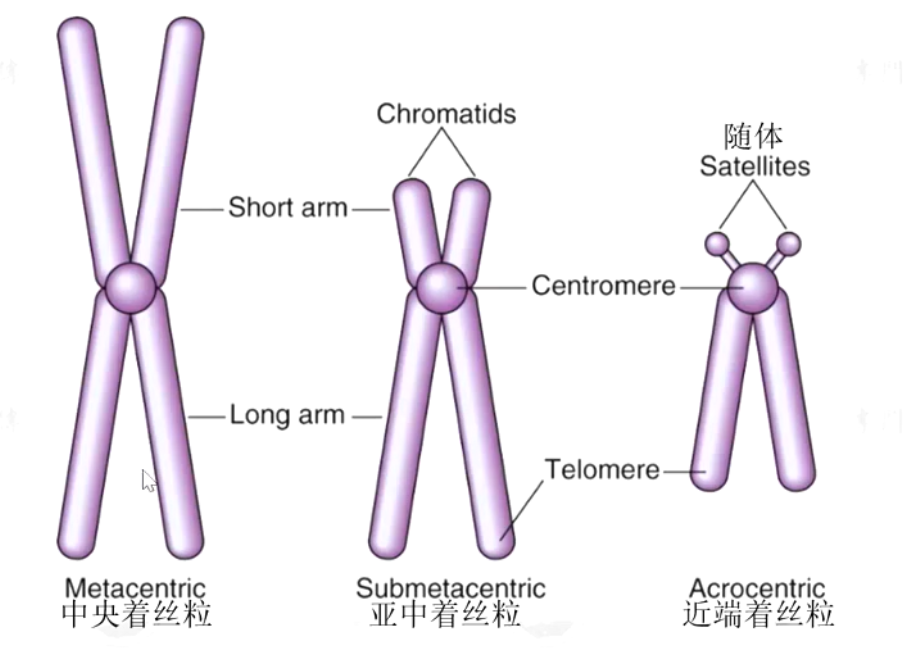 Chromatids
随体
Satellites
Short arm
Centromere
Long arm
Telomere
Metacentric
中央着丝粒
Submetacentric
亚中着丝粒
Acrocentric
近端着丝粒